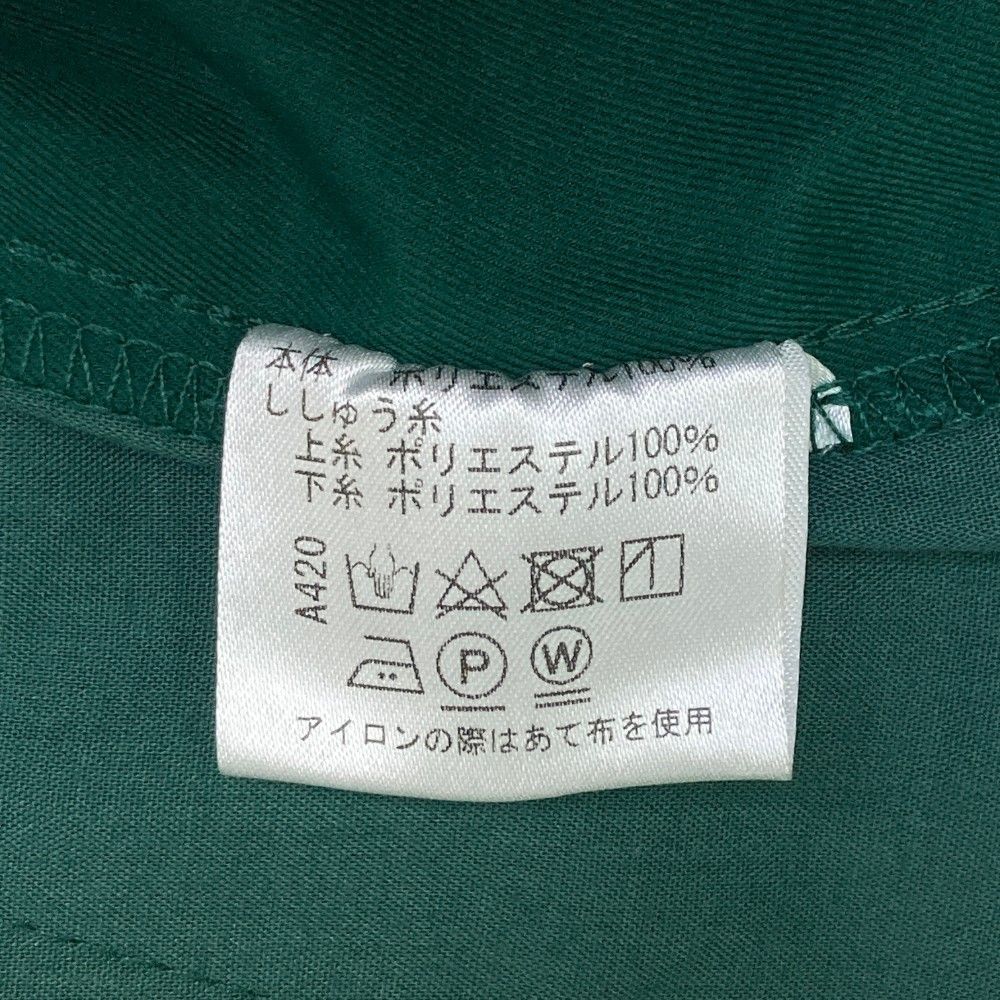 本体 ポリエステル100%
ししゅう糸
上糸 ポリエステル100%
下糸 ポリエステル100%
A420
P W
アイロンの際はあて布を使用